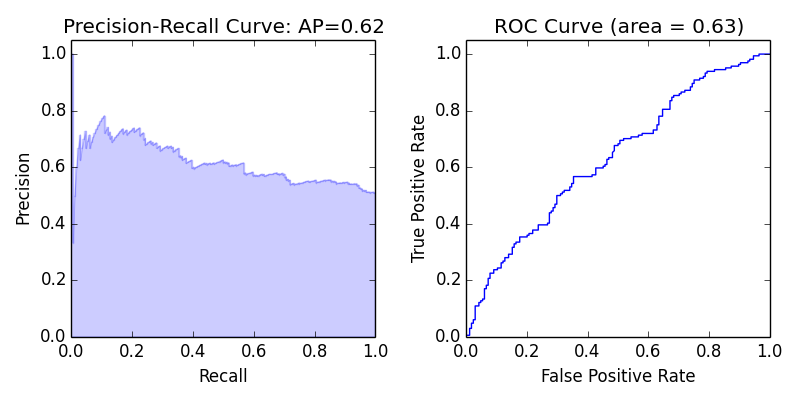 Precision-Recall Curve: AP=0.62
1.0
0.8
0.6
0.4
0.2
0.0
Precision
0.0 0.2 0.4 0.6 0.8 1.0
Recall
ROC Curve (area = 0.63)
1.0
0.8
0.6
0.4
0.2
0.0
True Positive Rate
0.0 0.2 0.4 0.6 0.8 1.0
False Positive Rate